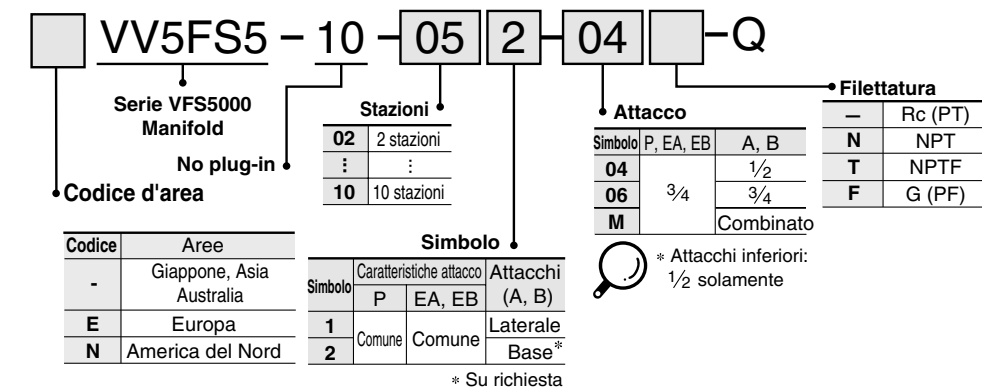 VV5FS5 – 10 – 05 2 – 04 – Q
Serie VFS5000
Manifold
No plug-in
Codice d'area
Codice Aree
- Giappone, Asia
Australia
E Europa
N America del Nord
Stazioni
02 2 stazioni
⋮ ⋮
10 10 stazioni
Simbolo
Simbolo Caratteristiche attacco Attacchi
(A, B)
P EA, EB
1 Comune Comune Laterale
2 Base*
* Su richiesta
Attacco
Simbolo P, EA, EB A, B
04 3/4 1/2
06 3/4
M Combinato
* Attacchi inferiori:
1/2 solamente
Filettatura
– Rc (PT)
N NPT
T NPTF
F G (PF)